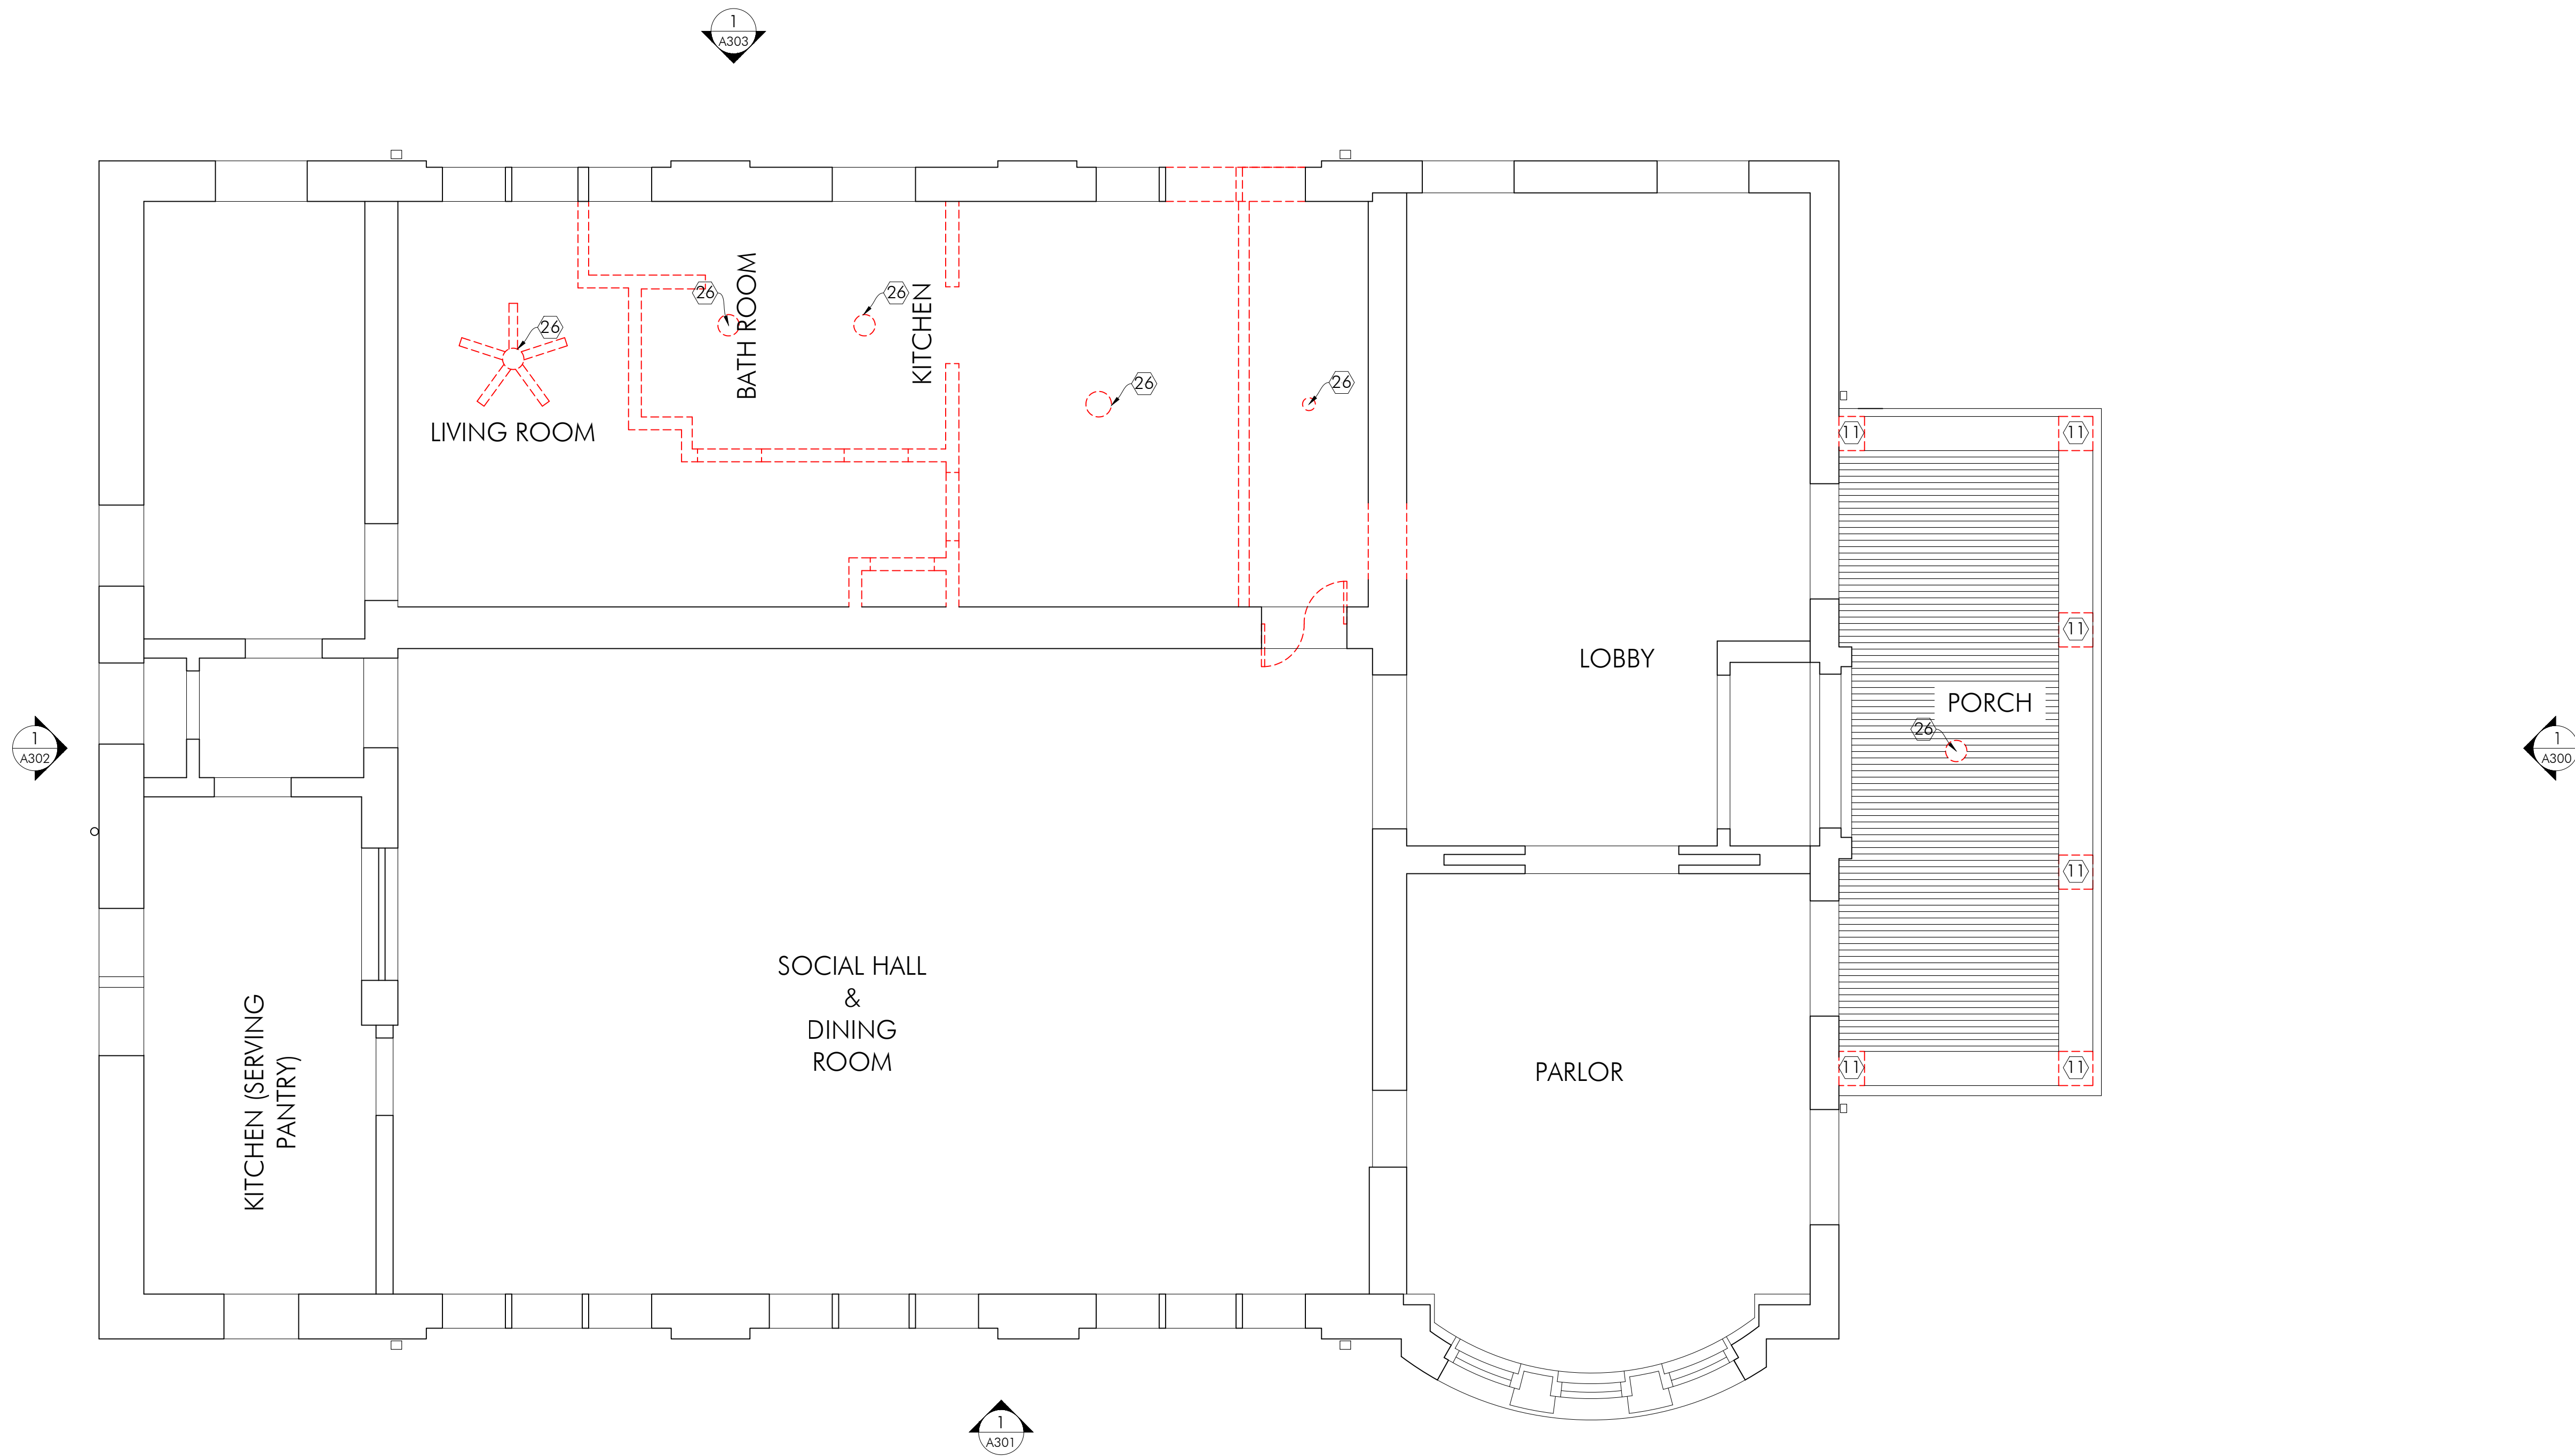 1
A303
BATH ROOM
KITCHEN
26
26
26
LIVING ROOM
26
26
11
11
11
LOBBY
PORCH
26
1
A302
1
A300
11
SOCIAL HALL
&
DINING
ROOM
KITCHEN (SERVING
PANTRY)
PARLOR
11
11
1
A301